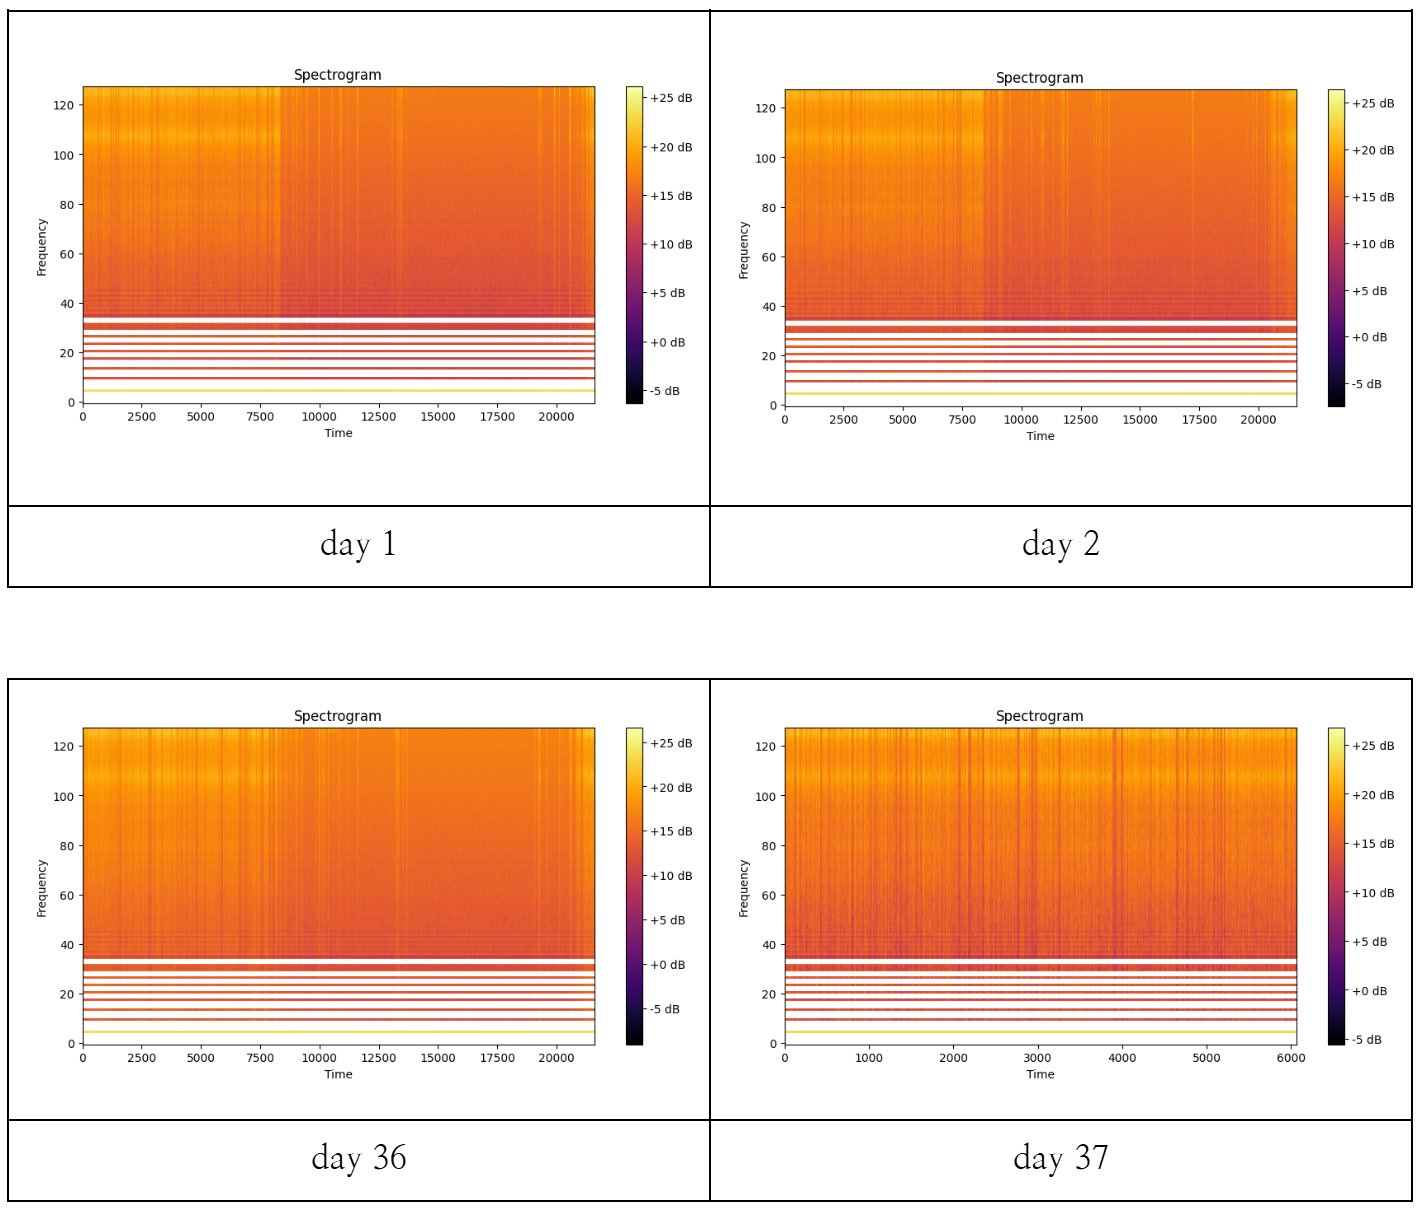 Spectrogram
120
100
80
60
40
20
0
Frequency
0 2500 5000 7500 10000 12500 15000 17500 20000
Time
+25 dB
+20 dB
+15 dB
+10 dB
+5 dB
+0 dB
-5 dB
Spectrogram
120
100
80
60
40
20
0
Frequency
0 2500 5000 7500 10000 12500 15000 17500 20000
Time
+25 dB
+20 dB
+15 dB
+10 dB
+5 dB
+0 dB
-5 dB
day 1
day 2
Spectrogram
120
100
80
60
40
20
0
Frequency
0 2500 5000 7500 10000 12500 15000 17500 20000
Time
+25 dB
+20 dB
+15 dB
+10 dB
+5 dB
+0 dB
-5 dB
Spectrogram
120
100
80
60
40
20
0
Frequency
0 1000 2000 3000 4000 5000 6000
Time
+25 dB
+20 dB
+15 dB
+10 dB
+5 dB
+0 dB
-5 dB
day 36
day 37